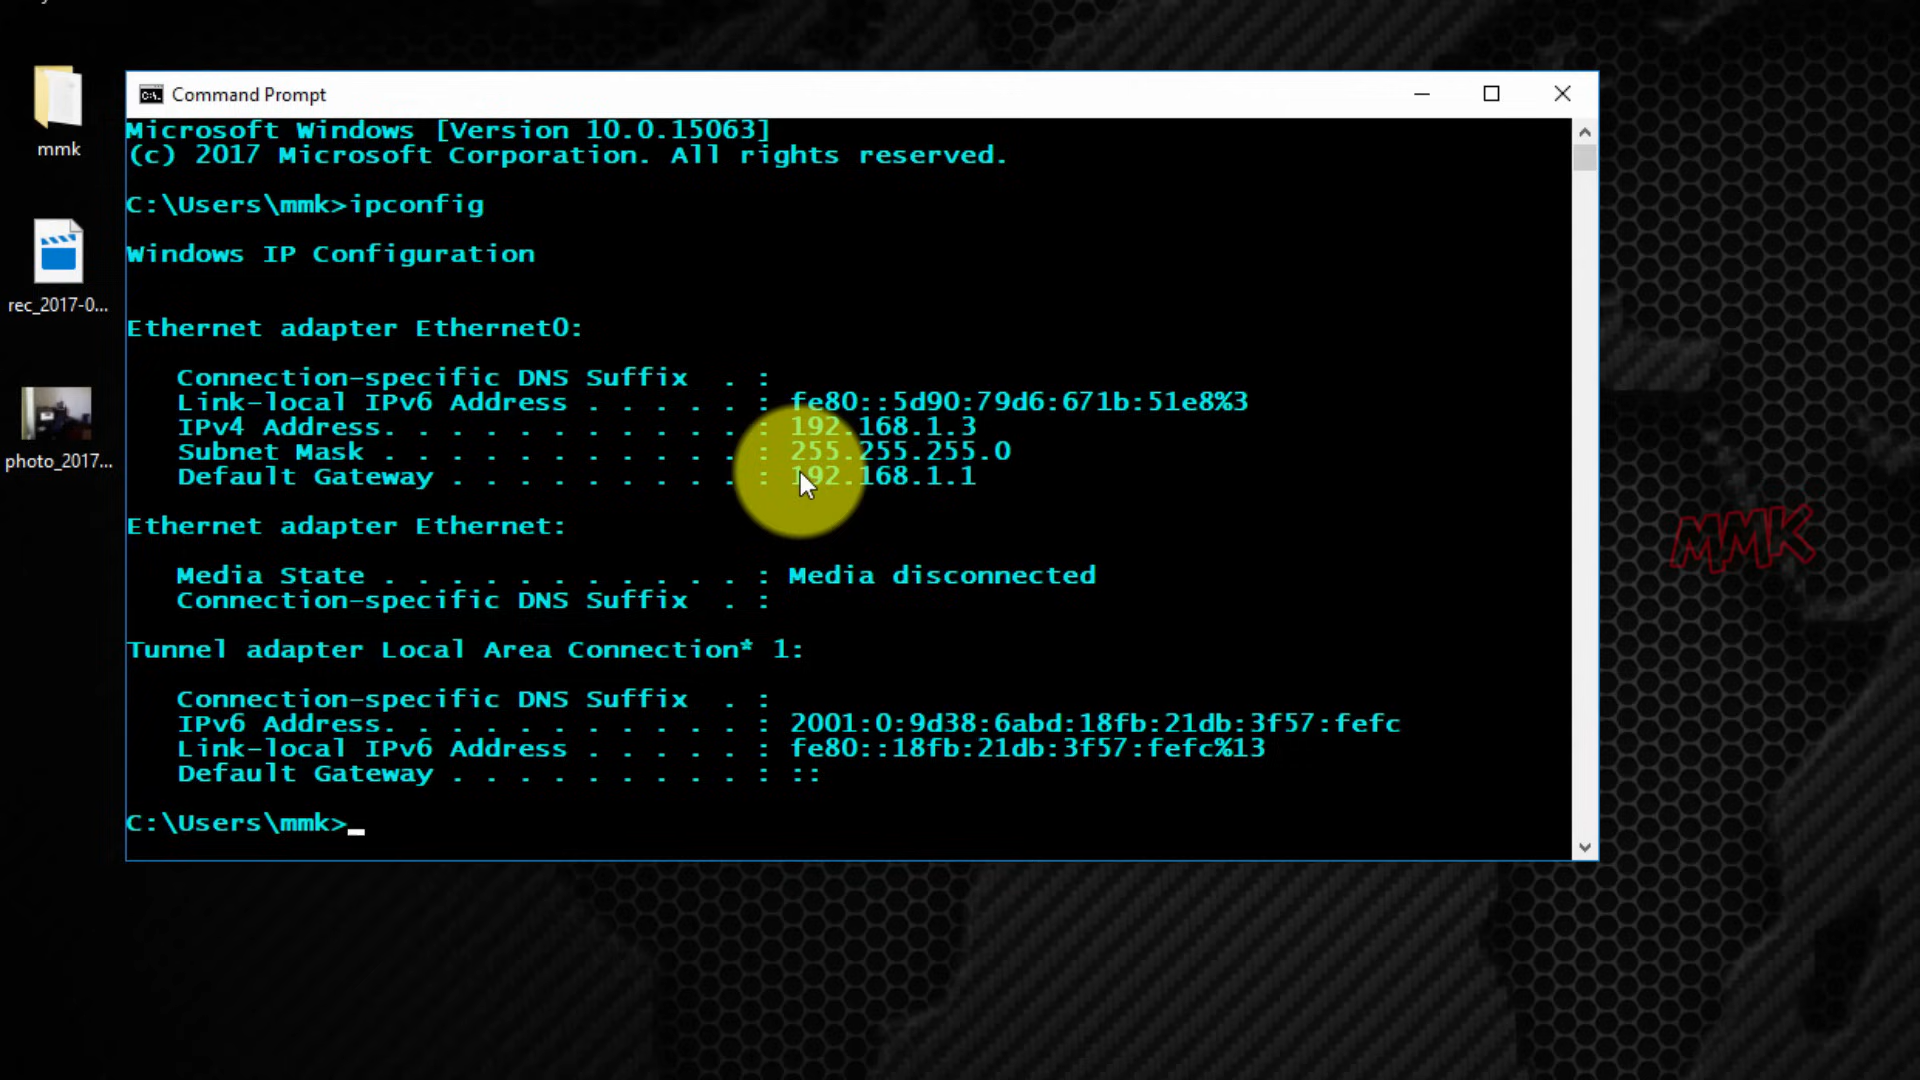 Command Prompt
Microsoft Windows [Version 10.0.15063]
(c) 2017 Microsoft Corporation. All rights reserved.
C:\Users\mmk>ipconfig
Windows IP Configuration
Ethernet adapter Ethernet0:
Connection-specific DNS Suffix . :
Link-local IPv6 Address . . . . . : fe80::5d90:79d6:671b:51e8%3
IPv4 Address. . . . . . . . . . . : 192.168.1.3
Subnet Mask . . . . . . . . . . . : 255.255.255.0
Default Gateway . . . . . . . . . : 192.168.1.1
Ethernet adapter Ethernet:
Media State . . . . . . . . . . . : Media disconnected
Connection-specific DNS Suffix . :
Tunnel adapter Local Area Connection* 1:
Connection-specific DNS Suffix . :
IPv6 Address. . . . . . . . . . . : 2001:0:9d38:6abd:18fb:21db:3f57:fefc
Link-local IPv6 Address . . . . . : fe80::18fb:21db:3f57:fefc%13
Default Gateway . . . . . . . . . : ::
C:\Users\mmk>
mmk
rec_2017-0...
photo_2017...
MMK